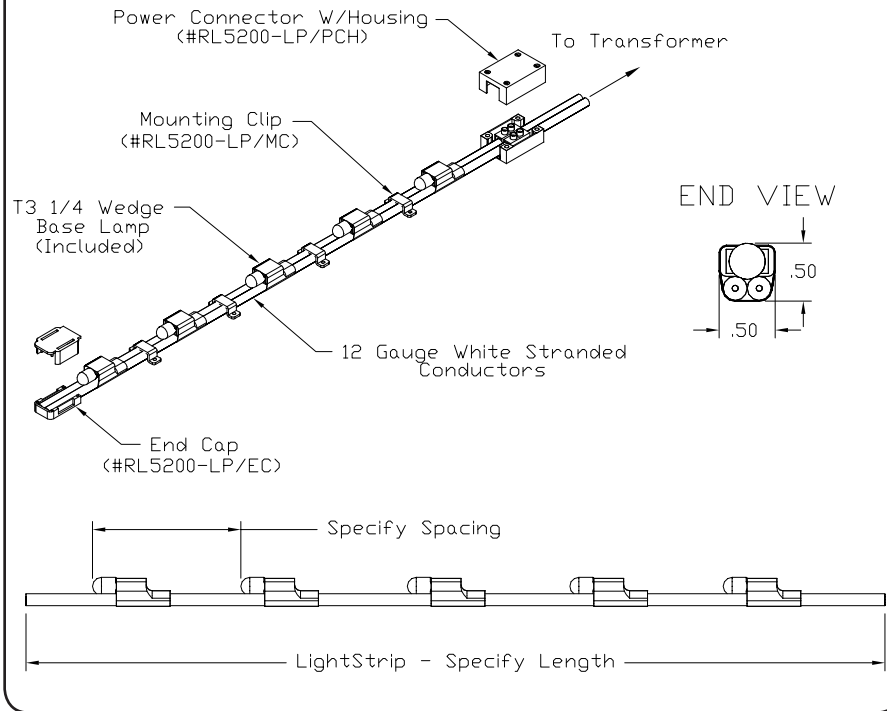 Power Connector W/Housing
(#RL5200-LP/PCH)
To Transformer
Mounting Clip
(#RL5200-LP/MC)
T3 1/4 Wedge
Base Lamp
(Included)
END VIEW
.50
.50
12 Gauge White Stranded
Conductors
End Cap
(#RL5200-LP/EC)
Specify Spacing
LightStrip - Specify Length